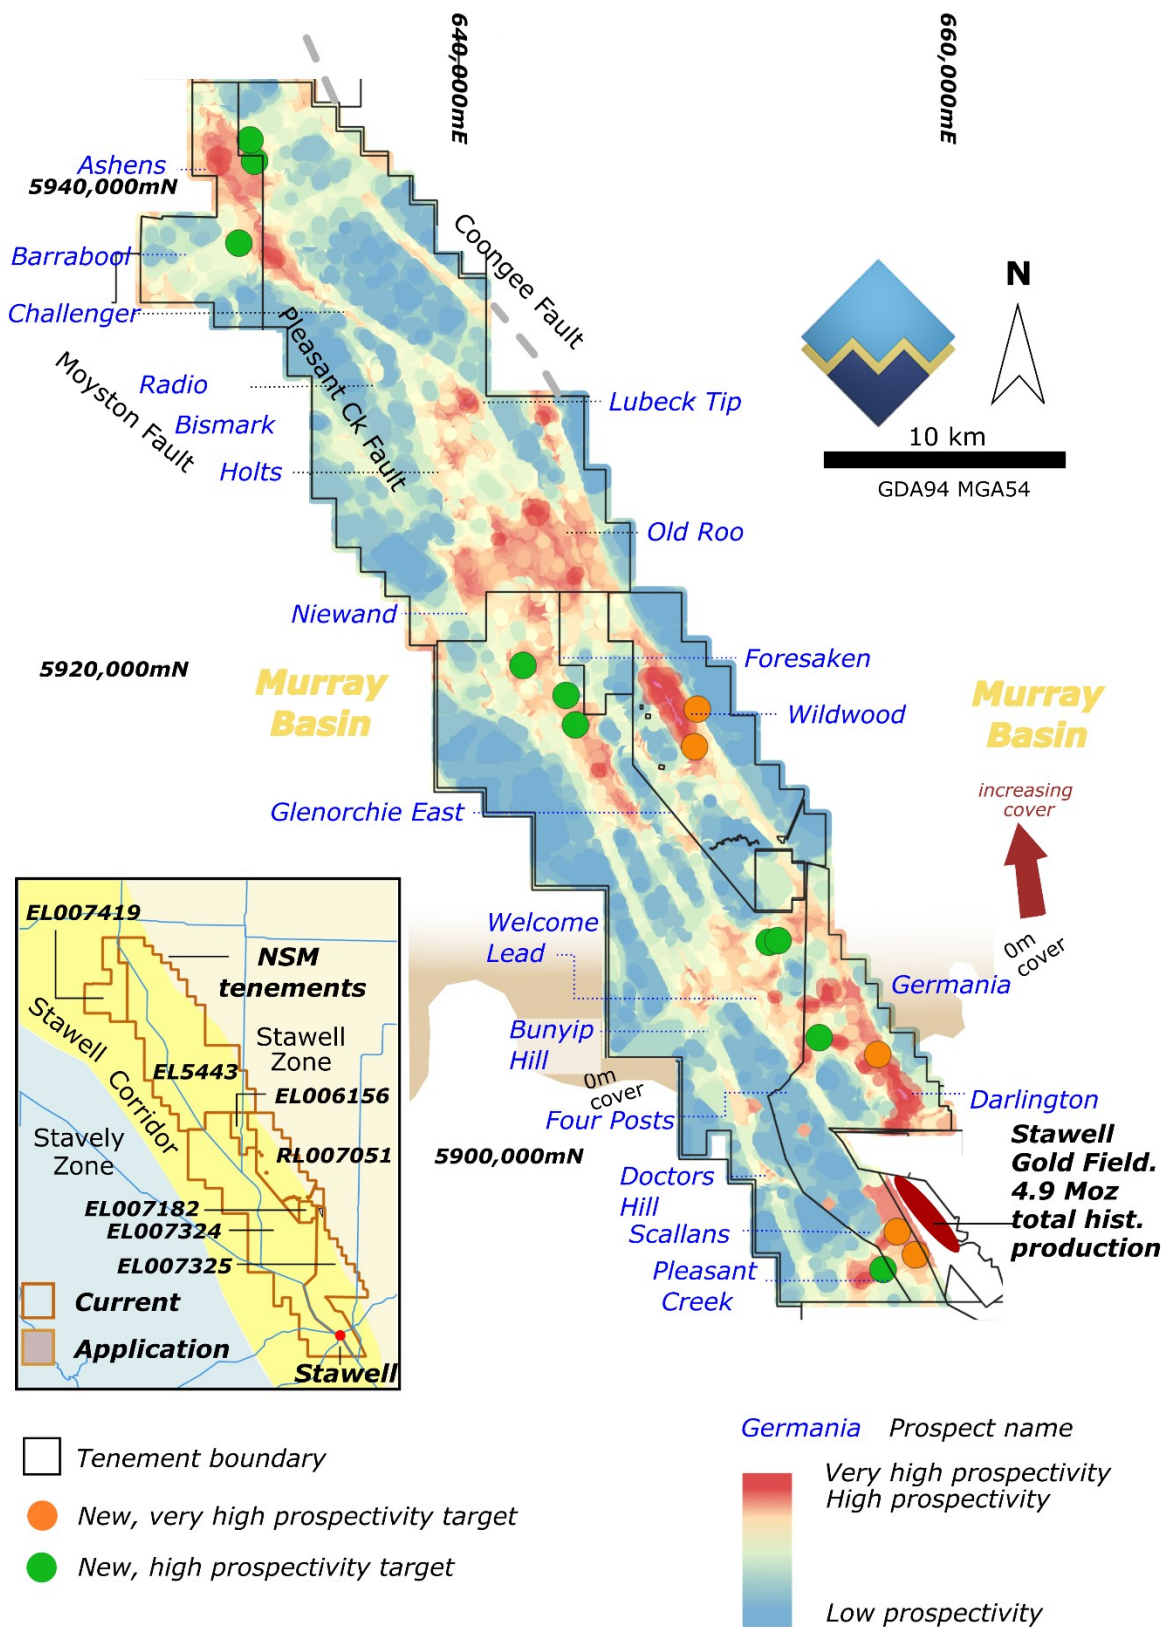 640,000mE
660,000mE
Ashens
5940,000mN
Barrabool
Challenger
Coongee Fault
Pleasant Ck Fault
Moyston Fault
Radio
Bismark
Holts
Lubeck Tip
N
10 km
GDA94 MGA54
Old Roo
Niewand
5920,000mN
Foresaken
Murray
Basin
Wildwood
Murray
Basin
increasing
cover
Glenorchie East
0m
cover
Welcome
Lead
Germania
Bunyip
Hill
0m
cover
Four Posts
Darlington
5900,000mN
Stawell
Gold Field.
4.9 Moz
total hist.
production
Doctors
Hill
Scallans
Pleasant
Creek
EL007419
NSM
tenements
Stawell
Corridor
Stawell
Zone
EL5443
EL006156
Stavely
Zone
RL007051
EL007182
EL007324
EL007325
Current
Application
Stawell
Tenement boundary
New, very high prospectivity target
New, high prospectivity target
Germania Prospect name
Very high prospectivity
High prospectivity
Low prospectivity